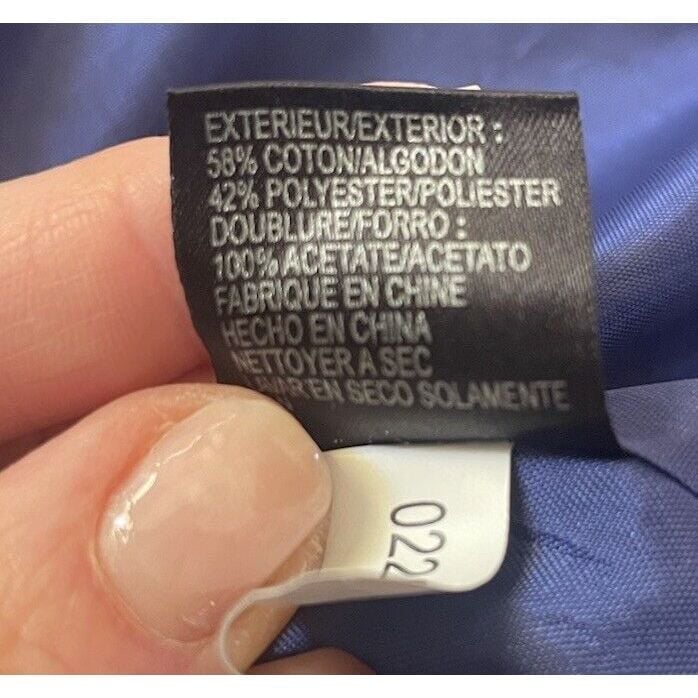 EXTERIEUR/EXTERIOR :
58% COTON/ALGODON
42% POLYESTER/POLIESTER
DOUBLURE/FORRO :
100% ACETATE/ACETATO
FABRIQUE EN CHINE
HECHO EN CHINA
NETTOYER A SEC
LAVAR EN SECO SOLAMENTE
022